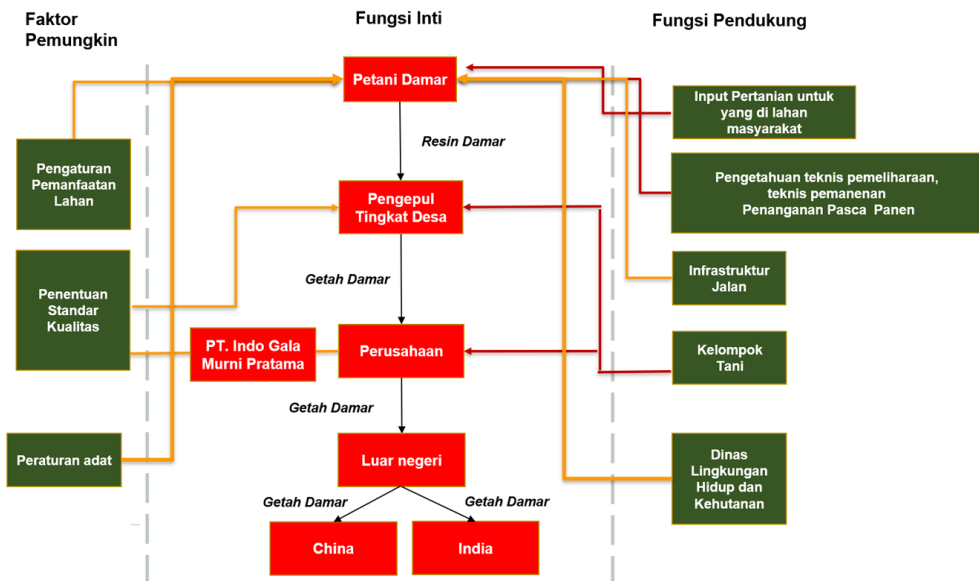 Faktor
Pemungkin
Fungsi Inti
Fungsi Pendukung
Petani Damar
Input Pertanian untuk
yang di lahan
masyarakat
Resin Damar
Pengaturan
Pemanfaatan
Lahan
Pengepul
Tingkat Desa
Pengetahuan teknis pemeliharaan,
teknis pemanenan
Penanganan Pasca Panen
Getah Damar
Infrastruktur
Jalan
Penentuan
Standar
Kualitas
PT. Indo Gala
Murni Pratama
Perusahaan
Kelompok
Tani
Getah Damar
Peraturan adat
Luar negeri
Dinas
Lingkungan
Hidup dan
Kehutanan
Getah Damar
Getah Damar
China
India